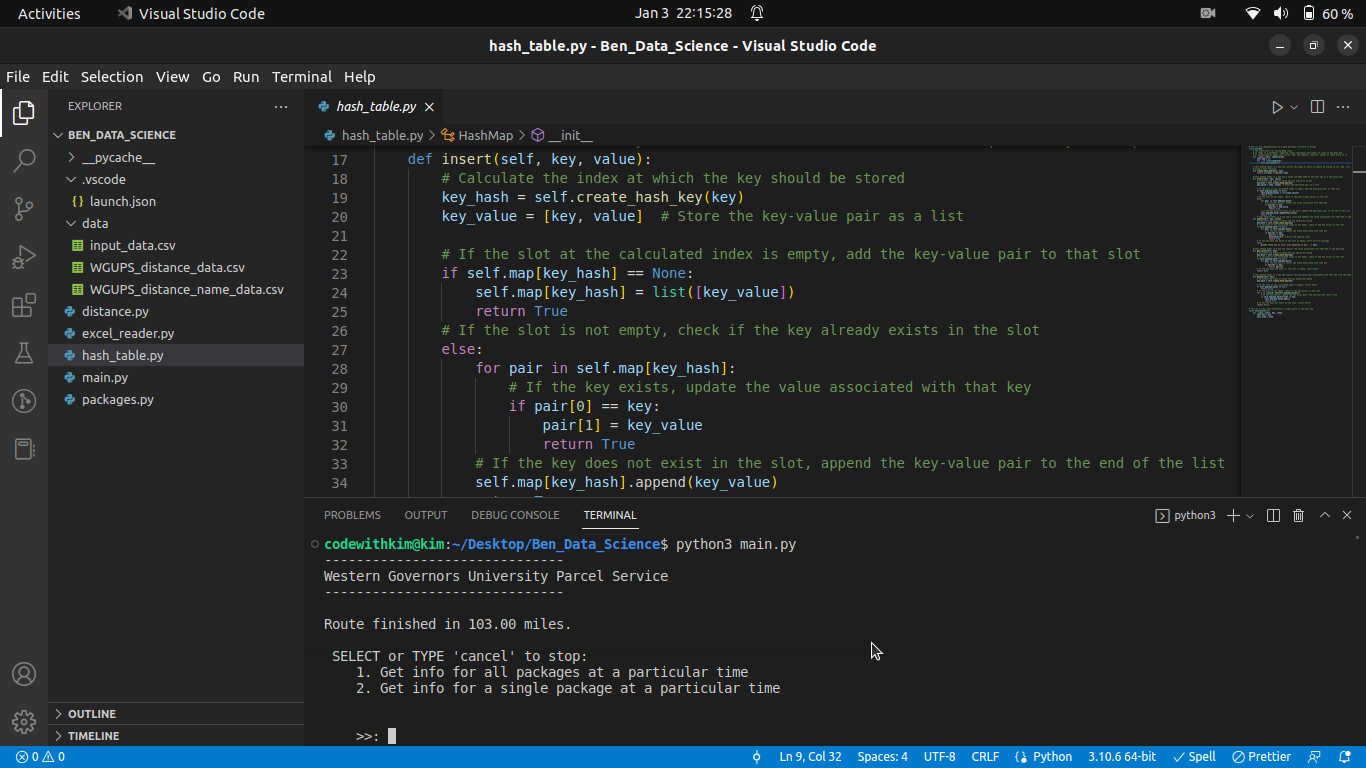 Activities
Visual Studio Code
Jan 3 22:15:28
60 %
hash_table.py - Ben_Data_Science - Visual Studio Code
File Edit Selection View Go Run Terminal Help
EXPLORER
BEN_DATA_SCIENCE
__pycache__
.vscode
launch.json
data
input_data.csv
WGUPS_distance_data.csv
WGUPS_distance_name_data.csv
distance.py
excel_reader.py
hash_table.py
main.py
packages.py
OUTLINE
TIMELINE
hash_table.py
hash_table.py > HashMap > __init__
17 def insert(self, key, value):
18 # Calculate the index at which the key should be stored
19 key_hash = self.create_hash_key(key)
20 key_value = [key, value]  # Store the key-value pair as a list
21
22 # If the slot at the calculated index is empty, add the key-value pair to that slot
23 if self.map[key_hash] == None:
24 self.map[key_hash] = list([key_value])
25 return True
26 # If the slot is not empty, check if the key already exists in the slot
27 else:
28 for pair in self.map[key_hash]:
29 # If the key exists, update the value associated with that key
30 if pair[0] == key:
31 pair[1] = key_value
32 return True
33 # If the key does not exist in the slot, append the key-value pair to the end of the list
34 self.map[key_hash].append(key_value)
PROBLEMS OUTPUT DEBUG CONSOLE TERMINAL
python3
codewithkim@kim:~/Desktop/Ben_Data_Science$ python3 main.py
------------------------------
Western Governors University Parcel Service
------------------------------
Route finished in 103.00 miles.
SELECT or TYPE 'cancel' to stop:
1. Get info for all packages at a particular time
2. Get info for a single package at a particular time
>>:
0 0
Ln 9, Col 32 Spaces: 4 UTF-8 CRLF Python 3.10.6 64-bit Spell Prettier